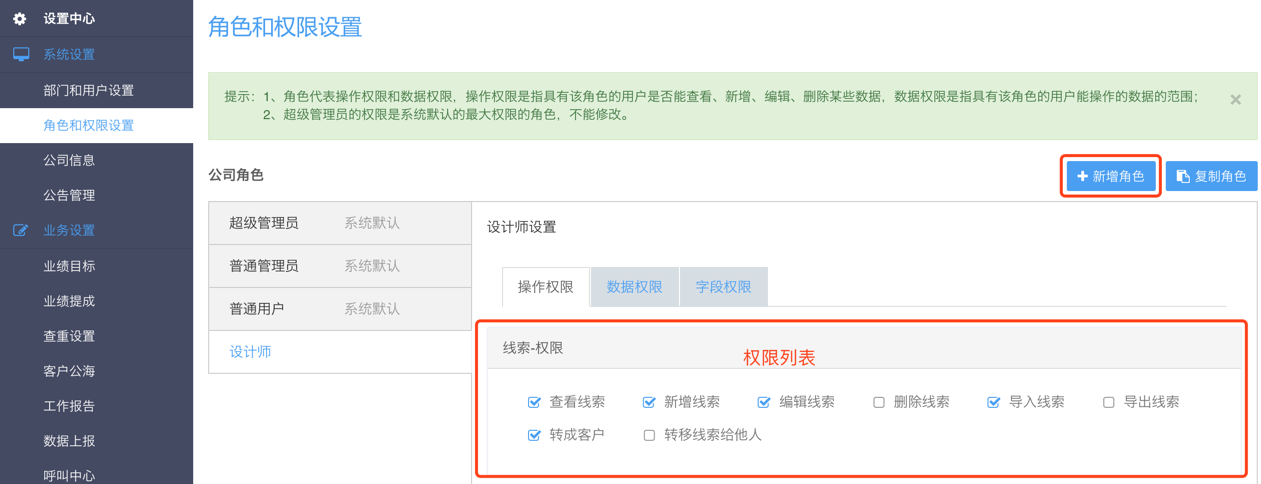 设置中心
系统设置
部门和用户设置
角色和权限设置
公司信息
公告管理
业务设置
业绩目标
业绩提成
查重设置
客户公海
工作报告
数据上报
呼叫中心
角色和权限设置
提示：1、角色代表操作权限和数据权限，操作权限是指具有该角色的用户是否能查看、新增、编辑、删除某些数据，数据权限是指具有该角色的用户能操作的数据的范围；
2、超级管理员的权限是系统默认的最大权限的角色，不能修改。
公司角色
新增角色 复制角色
超级管理员 系统默认
普通管理员 系统默认
普通用户 系统默认
设计师
设计师设置
操作权限 数据权限 字段权限
线索-权限
权限列表
查看线索 新增线索 编辑线索 删除线索 导入线索 导出线索
转成客户 转移线索给他人